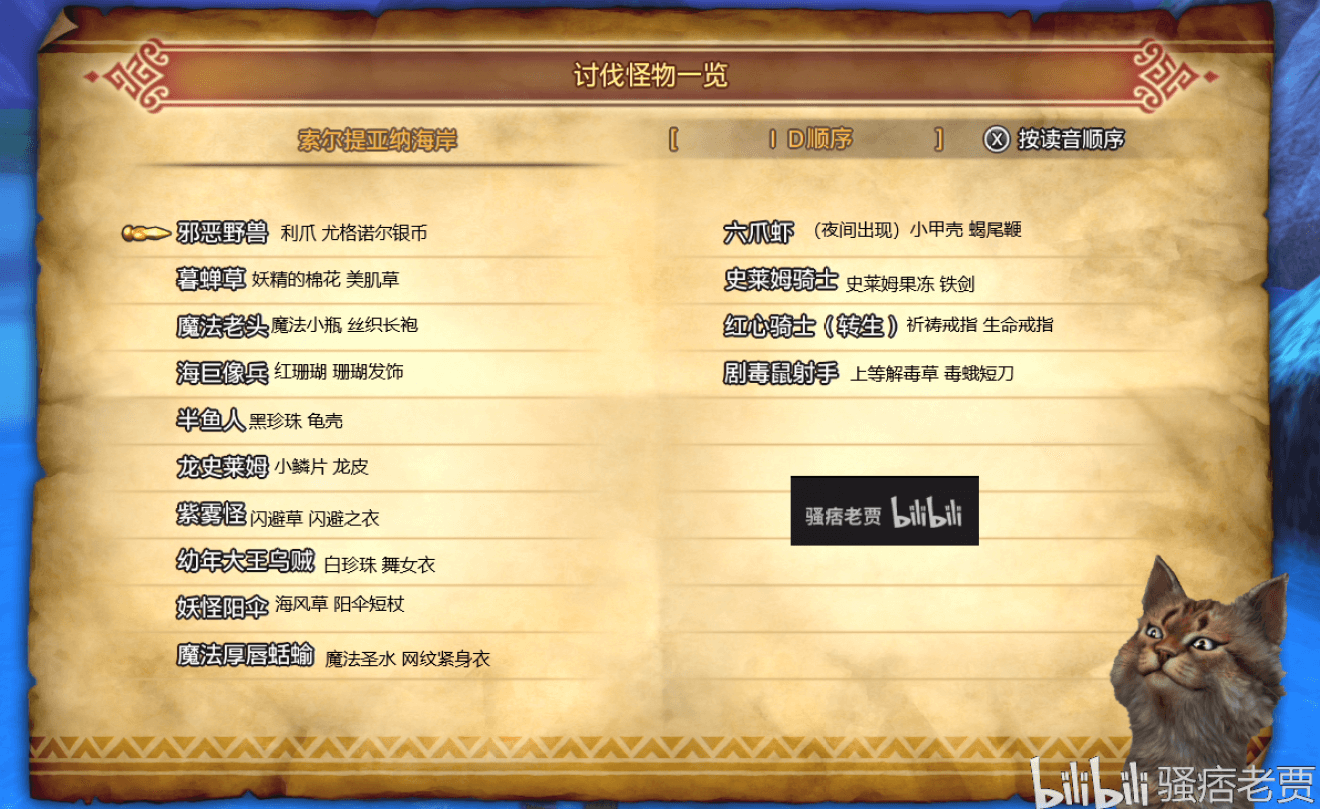 讨伐怪物一览
索尔提亚纳海岸 [ ID顺序 ] X 按读音顺序
邪恶野兽 利爪 尤格诺尔银币
暮蝉草 妖精的棉花 美肌草
魔法老头 魔法小瓶 丝织长袍
海巨像兵 红珊瑚 珊瑚发饰
半鱼人 黑珍珠 龟壳
龙史莱姆 小鳞片 龙皮
紫雾怪 闪避草 闪避之衣
幼年大王乌贼 白珍珠 舞女衣
妖怪阳伞 海风草 阳伞短杖
魔法厚唇蛞蝓 魔法圣水 网纹紧身衣
六爪虾 （夜间出现）小甲壳 蝎尾鞭
史莱姆骑士 史莱姆果冻 铁剑
红心骑士（转生） 祈祷戒指 生命戒指
剧毒鼠射手 上等解毒草 毒蛾短刀
骚痞老贾 bilibili
bilibili 骚痞老贾